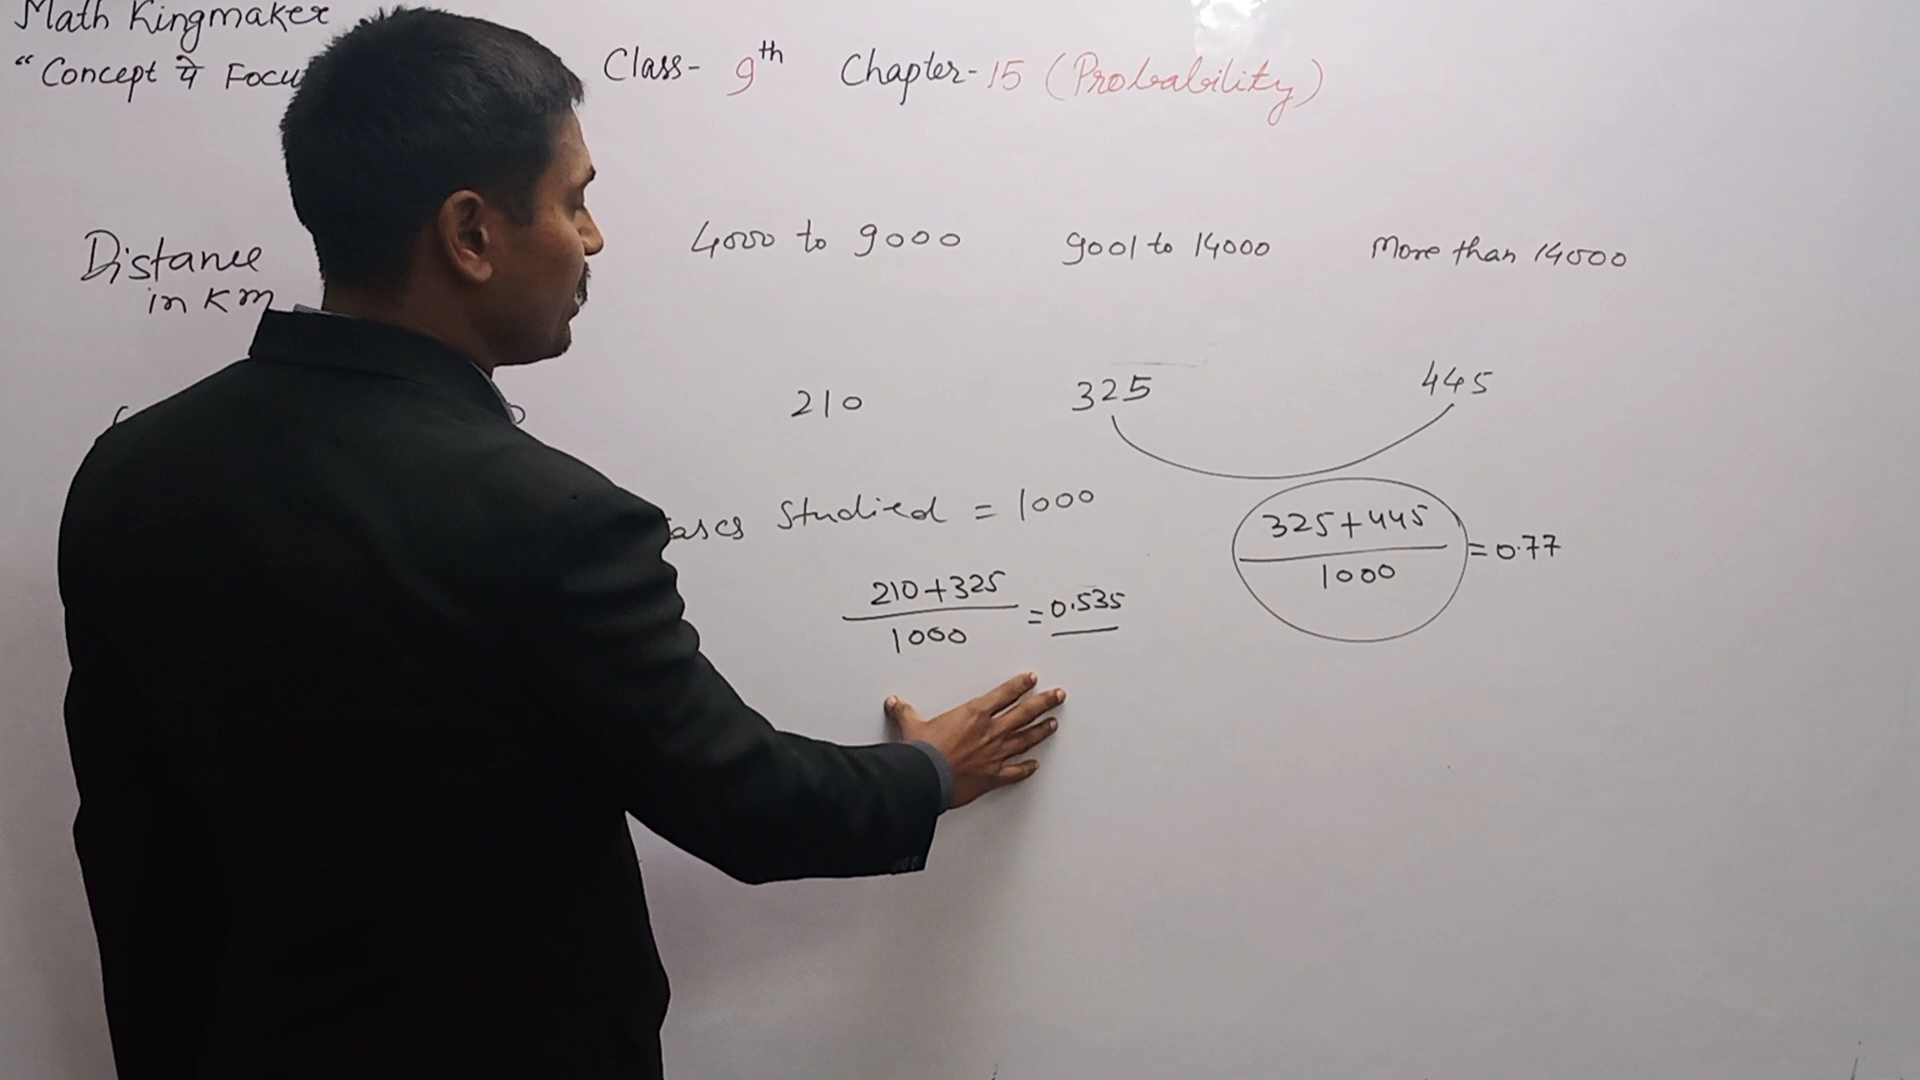 Math Kingmaker
"Concept पे Focu
Class- 9th Chapter-15 (Probability)
Distance in Km
4000 to 9000
9001 to 14000
More than 14000
210
325
445
ases Studied = 1000
210+325
1000
=0.535
325+445
1000
=0.77